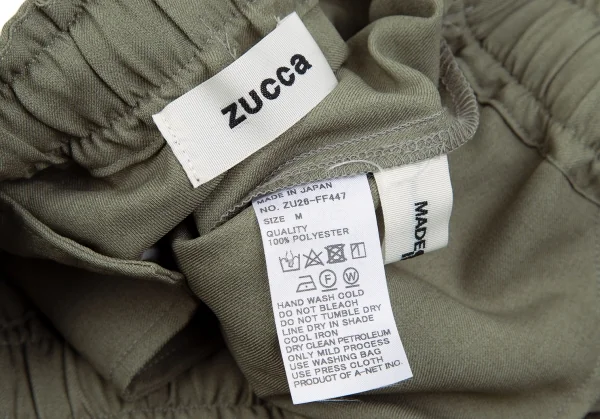 zucca
MADE IN JAPAN
NO. ZU26-FF447
SIZE M
QUALITY
100% POLYESTER
HAND WASH COLD
DO NOT BLEACH
DO NOT TUMBLE DRY
LINE DRY IN SHADE
COOL IRON
DRY CLEAN PETROLEUM
ONLY MILD PROCESS
USE WASHING BAG
USE PRESS CLOTH
PRODUCT OF A-NET INC.
MADE